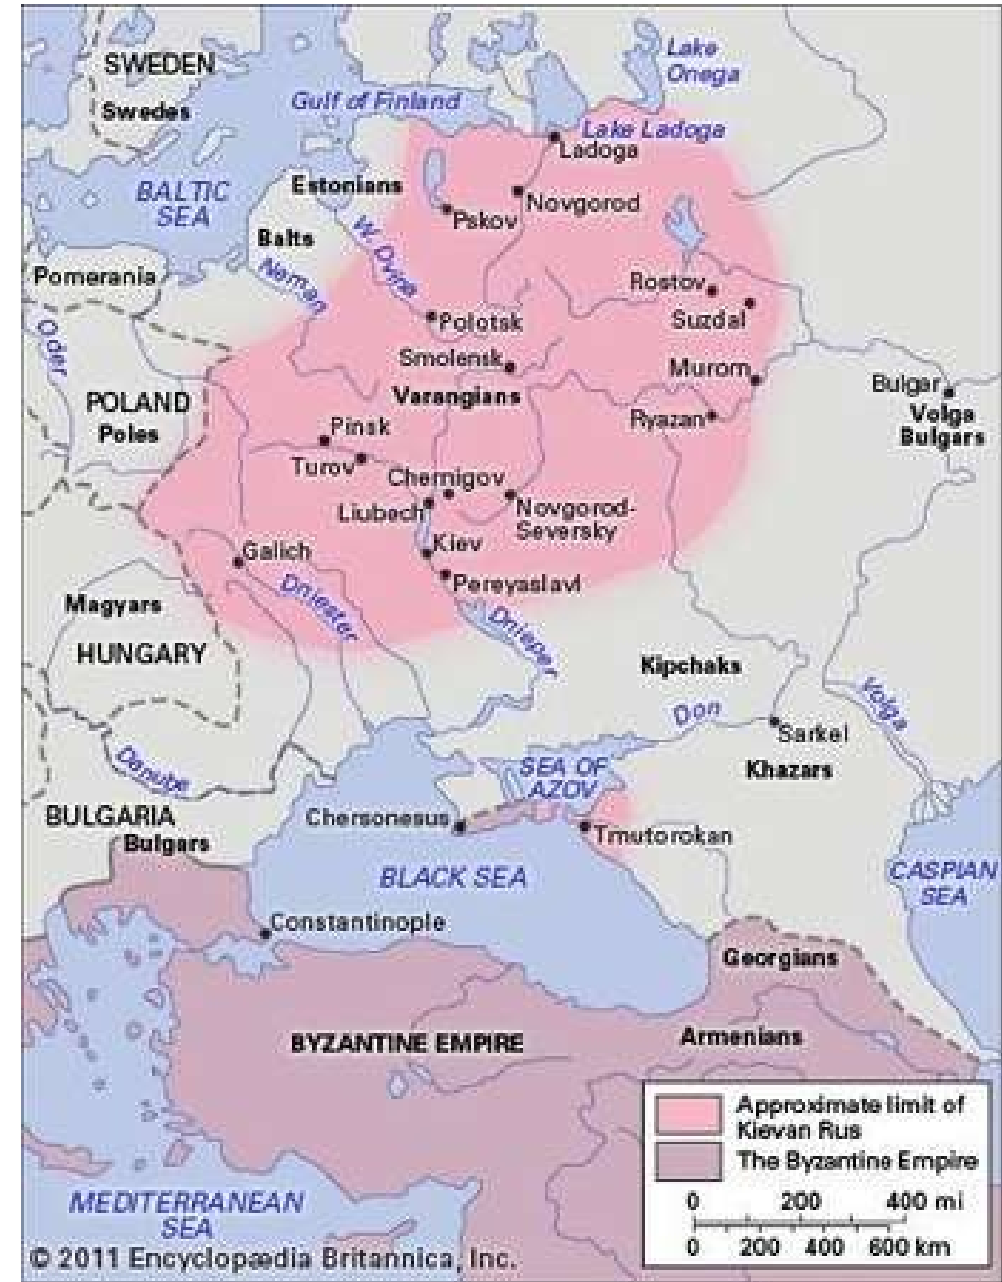 Lake
Onega
SWEDEN
Swedes
Gulf of Finland
Lake Ladoga
Ladoga
BALTIC
SEA
Estonians
Novgorod
Pskov
Balts
W. Dvina
Neman
Pomerania
Rostov
Suzdal
Oder
Polotsk
Smolensk
Murom
Bulgar
Volga
Bulgars
POLAND
Poles
Varangians
Ryazan
Pinsk
Turov
Chernigov
Liubech
Novgorod-
Seversky
Kiev
Galich
Pereyaslavl
Dniester
Dnieper
Magyars
HUNGARY
Kipchaks
Don
Volga
Sarkel
Danube
SEA OF
AZOV
Khazars
BULGARIA
Bulgars
Chersonesus
Tmutorokan
BLACK SEA
CASPIAN
SEA
Constantinople
Georgians
BYZANTINE EMPIRE
Armenians
Approximate limit of
Kievan Rus
The Byzantine Empire
0 200 400 mi
0 200 400 600 km
MEDITERRANEAN
SEA
© 2011 Encyclopædia Britannica, Inc.